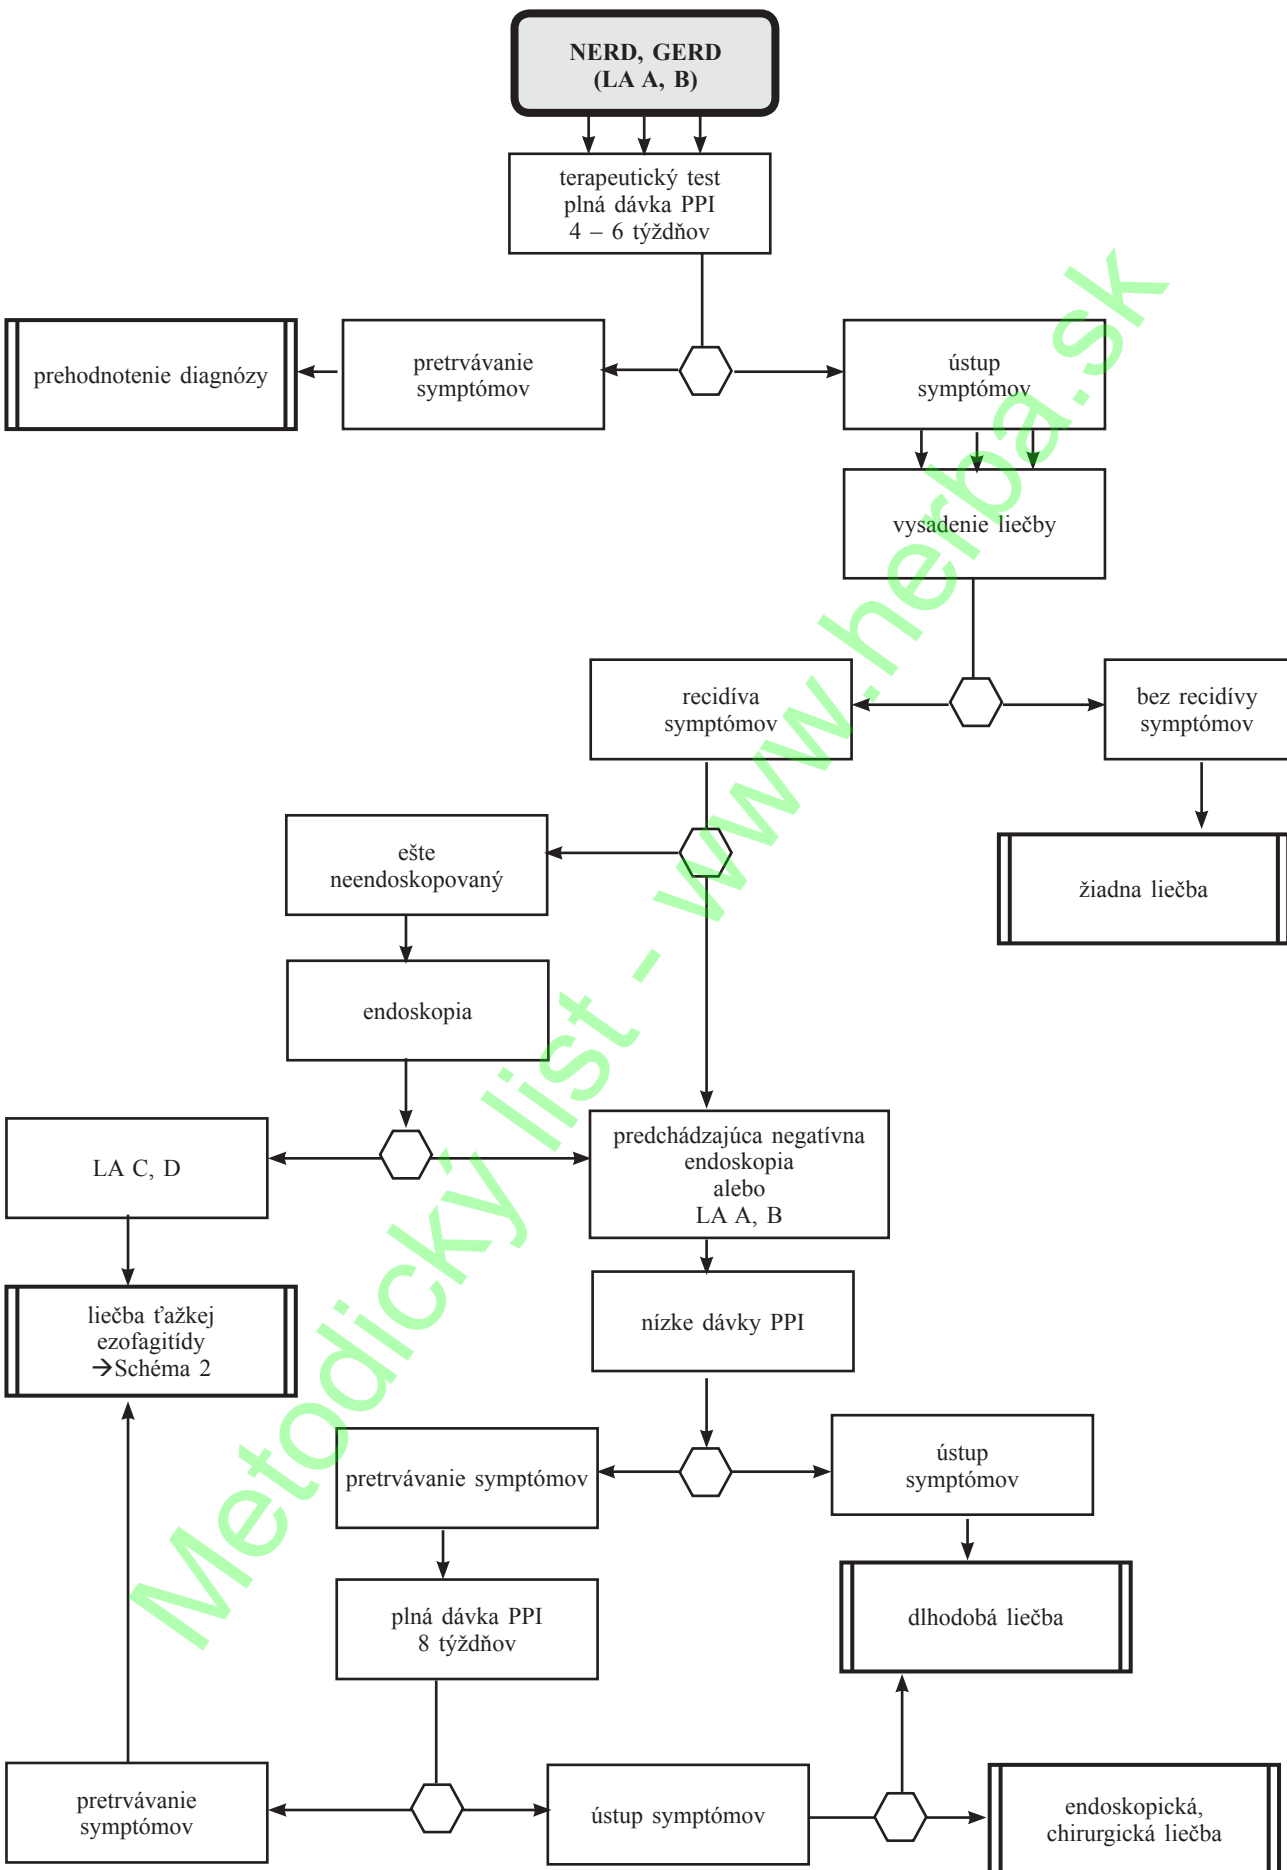 NERD, GERD
(LA A, B)
terapeutický test
plná dávka PPI
4 – 6 týždňov
prehodnotenie diagnózy
pretrvávanie
symptómov
ústup
symptómov
vysadenie liečby
recidíva
symptómov
bez recidívy
symptómov
ešte
neendoskopovaný
žiadna liečba
endoskopia
LA C, D
predchádzajúca negatívna
endoskopia
alebo
LA A, B
liečba ťažkej
ezofagitídy
→Schéma 2
nízke dávky PPI
pretrvávanie symptómov
ústup
symptómov
plná dávka PPI
8 týždňov
dlhodobá liečba
pretrvávanie
symptómov
ústup symptómov
endoskopická,
chirurgická liečba
Metodický list - www.herba.sk